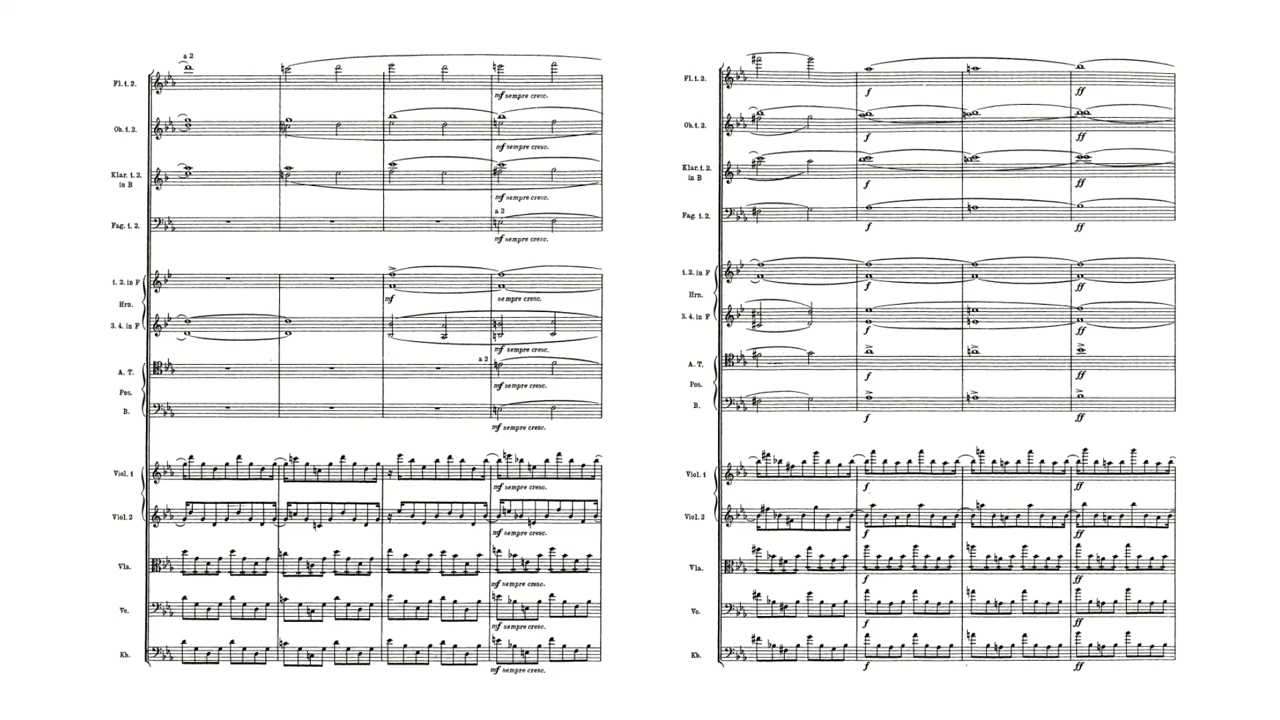 a 2
Fl. 1. 2.
mf sempre cresc.
Ob. 1. 2.
mf sempre cresc.
Klar. 1. 2.
in B
mf sempre cresc.
a 2
Fag. 1. 2.
mf sempre cresc.
1. 2. in F
mf sempre cresc.
Hrn.
3. 4. in F
mf sempre cresc.
a 2
A. T.
mf sempre cresc.
Pos.
B.
mf sempre cresc.
Viol. 1
mf sempre cresc.
Viol. 2
mf sempre cresc.
Vla.
mf sempre cresc.
Vc.
mf sempre cresc.
Kb.
mf sempre cresc.
Fl. 1. 2.
f ff
Ob. 1. 2.
f ff
Klar. 1. 2.
in B
f ff
Fag. 1. 2.
f ff
1. 2. in F
f ff
Hrn.
3. 4. in F
f ff
A. T.
f ff
Pos.
B.
f ff
Viol. 1
f ff
Viol. 2
f ff
Vla.
f ff
Vc.
f ff
Kb.
f ff